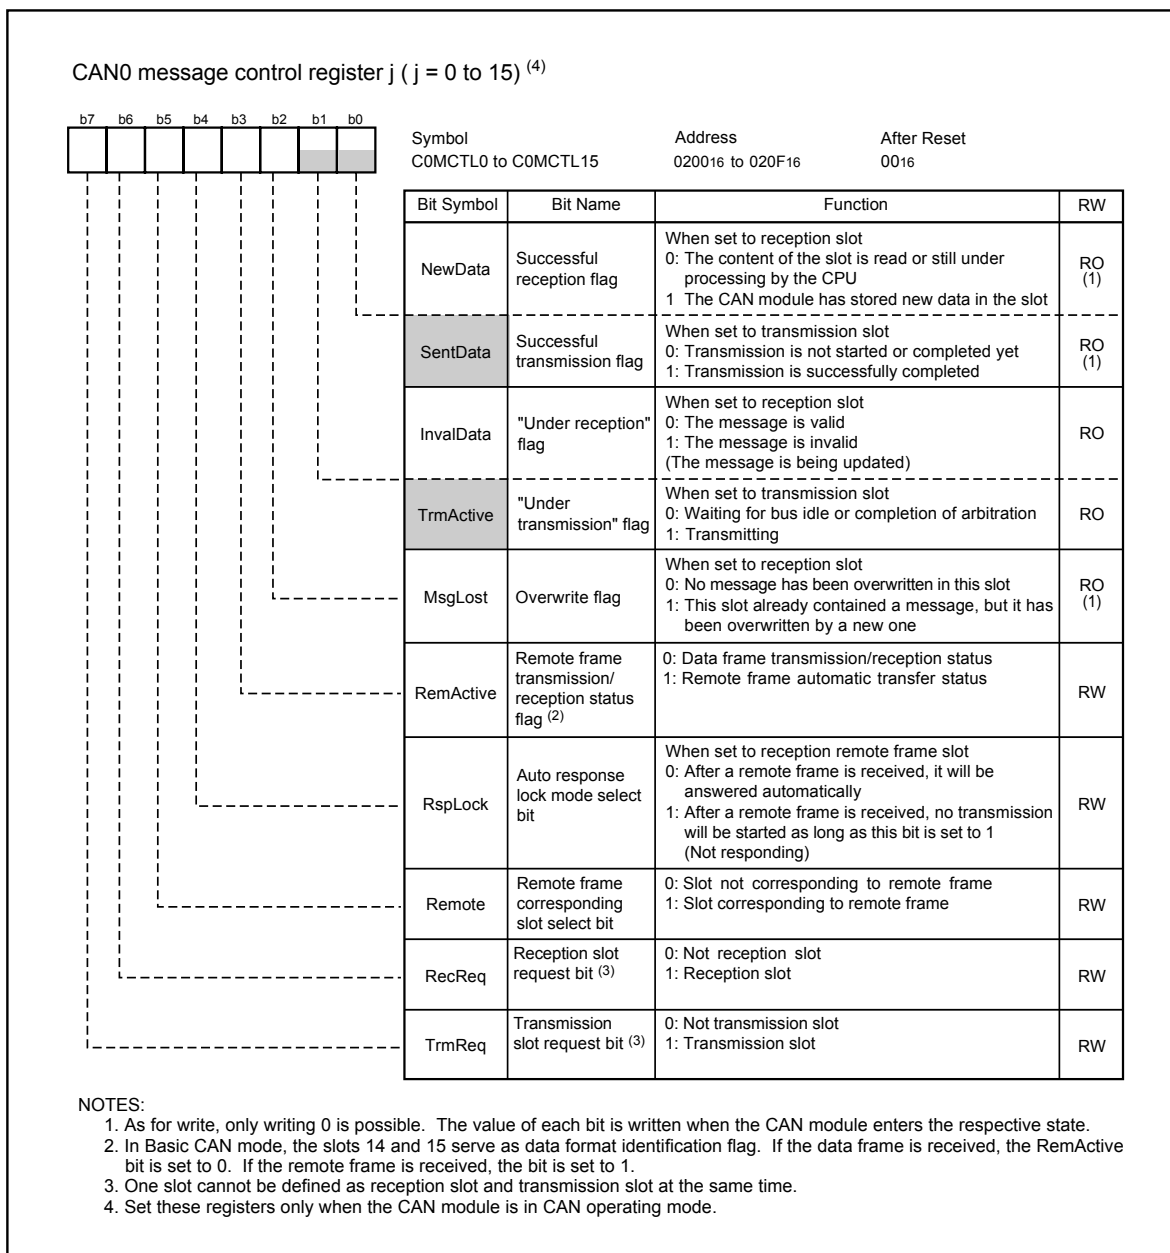 CAN0 message control register j ( j = 0 to 15) (4)
b7 b6 b5 b4 b3 b2 b1 b0
Symbol Address After Reset
C0MCTL0 to C0MCTL15 020016 to 020F16 0016
Bit Symbol Bit Name Function RW
NewData
Successful
reception flag
When set to reception slot
0: The content of the slot is read or still under
processing by the CPU
1 The CAN module has stored new data in the slot
RO
(1)
SentData
Successful
transmission flag
When set to transmission slot
0: Transmission is not started or completed yet
1: Transmission is successfully completed
RO
(1)
InvalData
"Under reception"
flag
When set to reception slot
0: The message is valid
1: The message is invalid
(The message is being updated)
RO
TrmActive
"Under
transmission" flag
When set to transmission slot
0: Waiting for bus idle or completion of arbitration
1: Transmitting
RO
MsgLost
Overwrite flag
When set to reception slot
0: No message has been overwritten in this slot
1: This slot already contained a message, but it has
been overwritten by a new one
RO
(1)
RemActive
Remote frame
transmission/
reception status
flag (2)
0: Data frame transmission/reception status
1: Remote frame automatic transfer status
RW
RspLock
Auto response
lock mode select
bit
When set to reception remote frame slot
0: After a remote frame is received, it will be
answered automatically
1: After a remote frame is received, no transmission
will be started as long as this bit is set to 1
(Not responding)
RW
Remote
Remote frame
corresponding
slot select bit
0: Slot not corresponding to remote frame
1: Slot corresponding to remote frame
RW
RecReq
Reception slot
request bit (3)
0: Not reception slot
1: Reception slot
RW
TrmReq
Transmission
slot request bit (3)
0: Not transmission slot
1: Transmission slot
RW
NOTES:
1. As for write, only writing 0 is possible. The value of each bit is written when the CAN module enters the respective state.
2. In Basic CAN mode, the slots 14 and 15 serve as data format identification flag. If the data frame is received, the RemActive
bit is set to 0. If the remote frame is received, the bit is set to 1.
3. One slot cannot be defined as reception slot and transmission slot at the same time.
4. Set these registers only when the CAN module is in CAN operating mode.